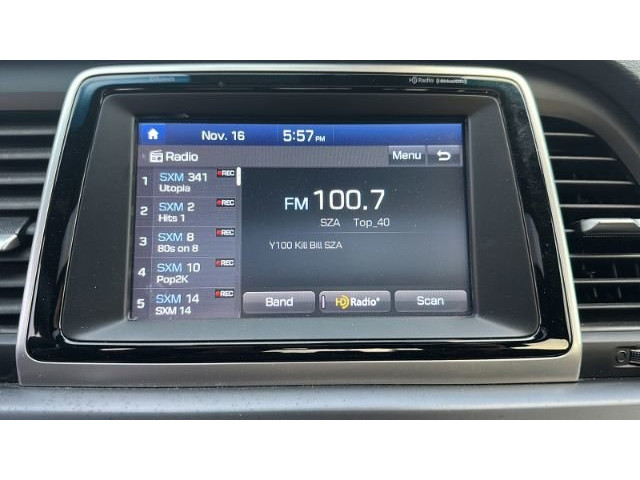 HD Radio
Nov. 16 5:57 PM
Radio Menu
1 SXM 341 REC
Utopia
2 SXM 2 REC
Hits 1
3 SXM 8 REC
80s on 8
4 SXM 10 REC
Pop2K
5 SXM 14 REC
SXM 14
FM 100.7
SZA Top_40
Y100 Kill Bill SZA
Band HD Radio® Scan